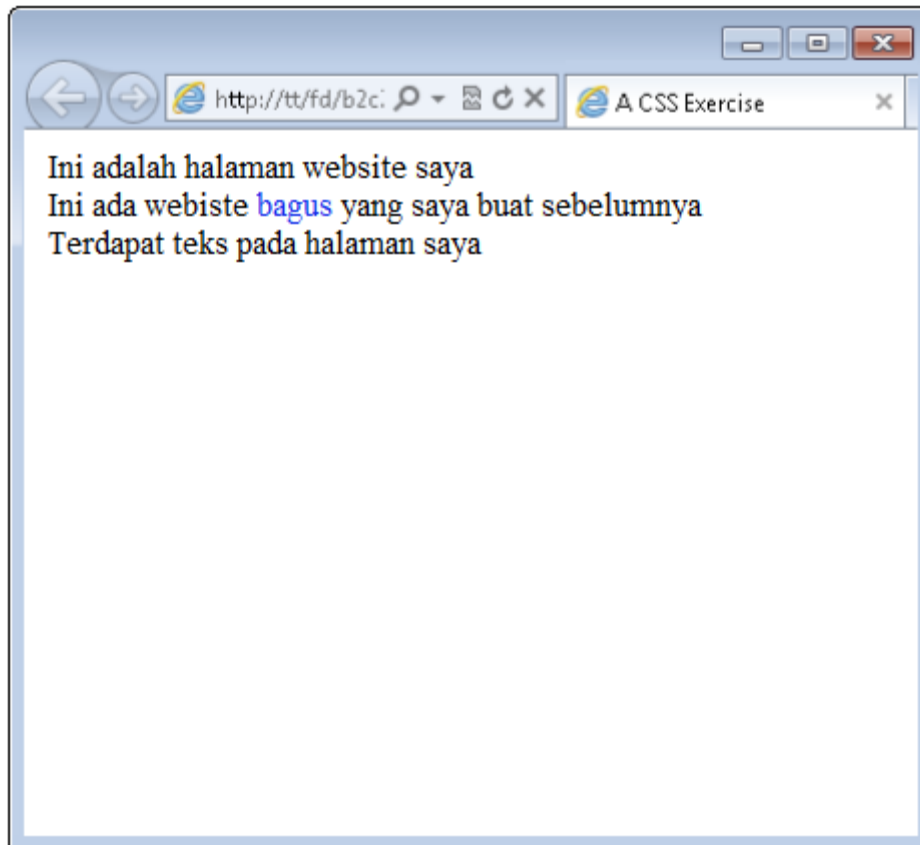 http://tt/fd/b2c
A CSS Exercise
Ini adalah halaman website saya
Ini ada webiste bagus yang saya buat sebelumnya
Terdapat teks pada halaman saya